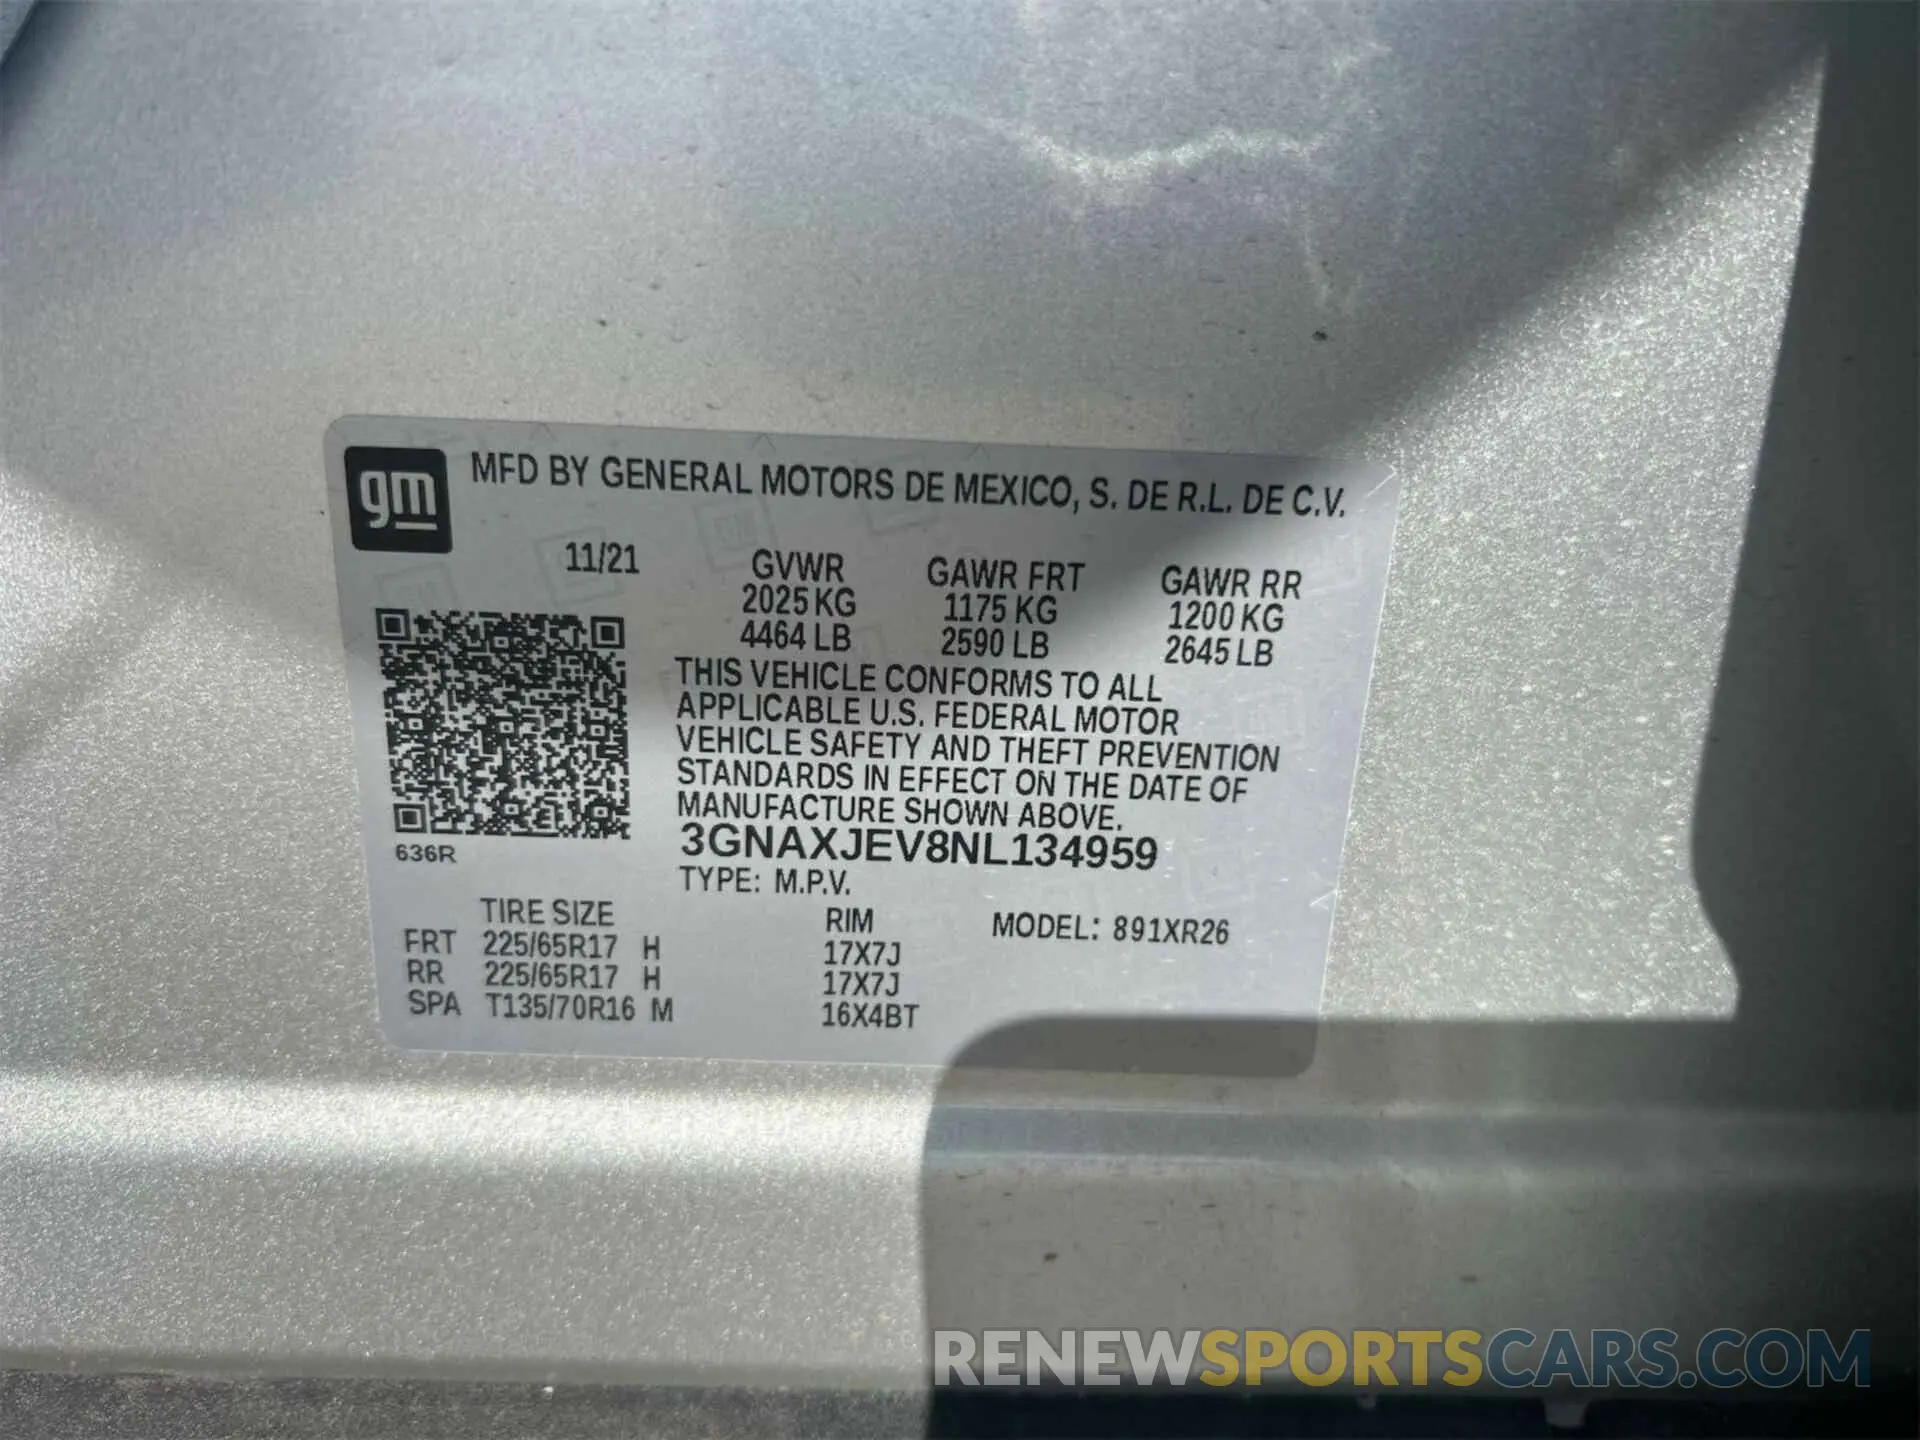 gm
MFD BY GENERAL MOTORS DE MEXICO, S. DE R.L. DE C.V.
11/21 GVWR GAWR FRT GAWR RR
2025 KG 1175 KG 1200 KG
4464 LB 2590 LB 2645 LB
THIS VEHICLE CONFORMS TO ALL
APPLICABLE U.S. FEDERAL MOTOR
VEHICLE SAFETY AND THEFT PREVENTION
STANDARDS IN EFFECT ON THE DATE OF
MANUFACTURE SHOWN ABOVE.
3GNAXJEV8NL134959
636R
TYPE: M.P.V.
TIRE SIZE RIM MODEL: 891XR26
FRT 225/65R17 H 17X7J
RR 225/65R17 H 17X7J
SPA T135/70R16 M 16X4BT
RENEWSPORTSCARS.COM